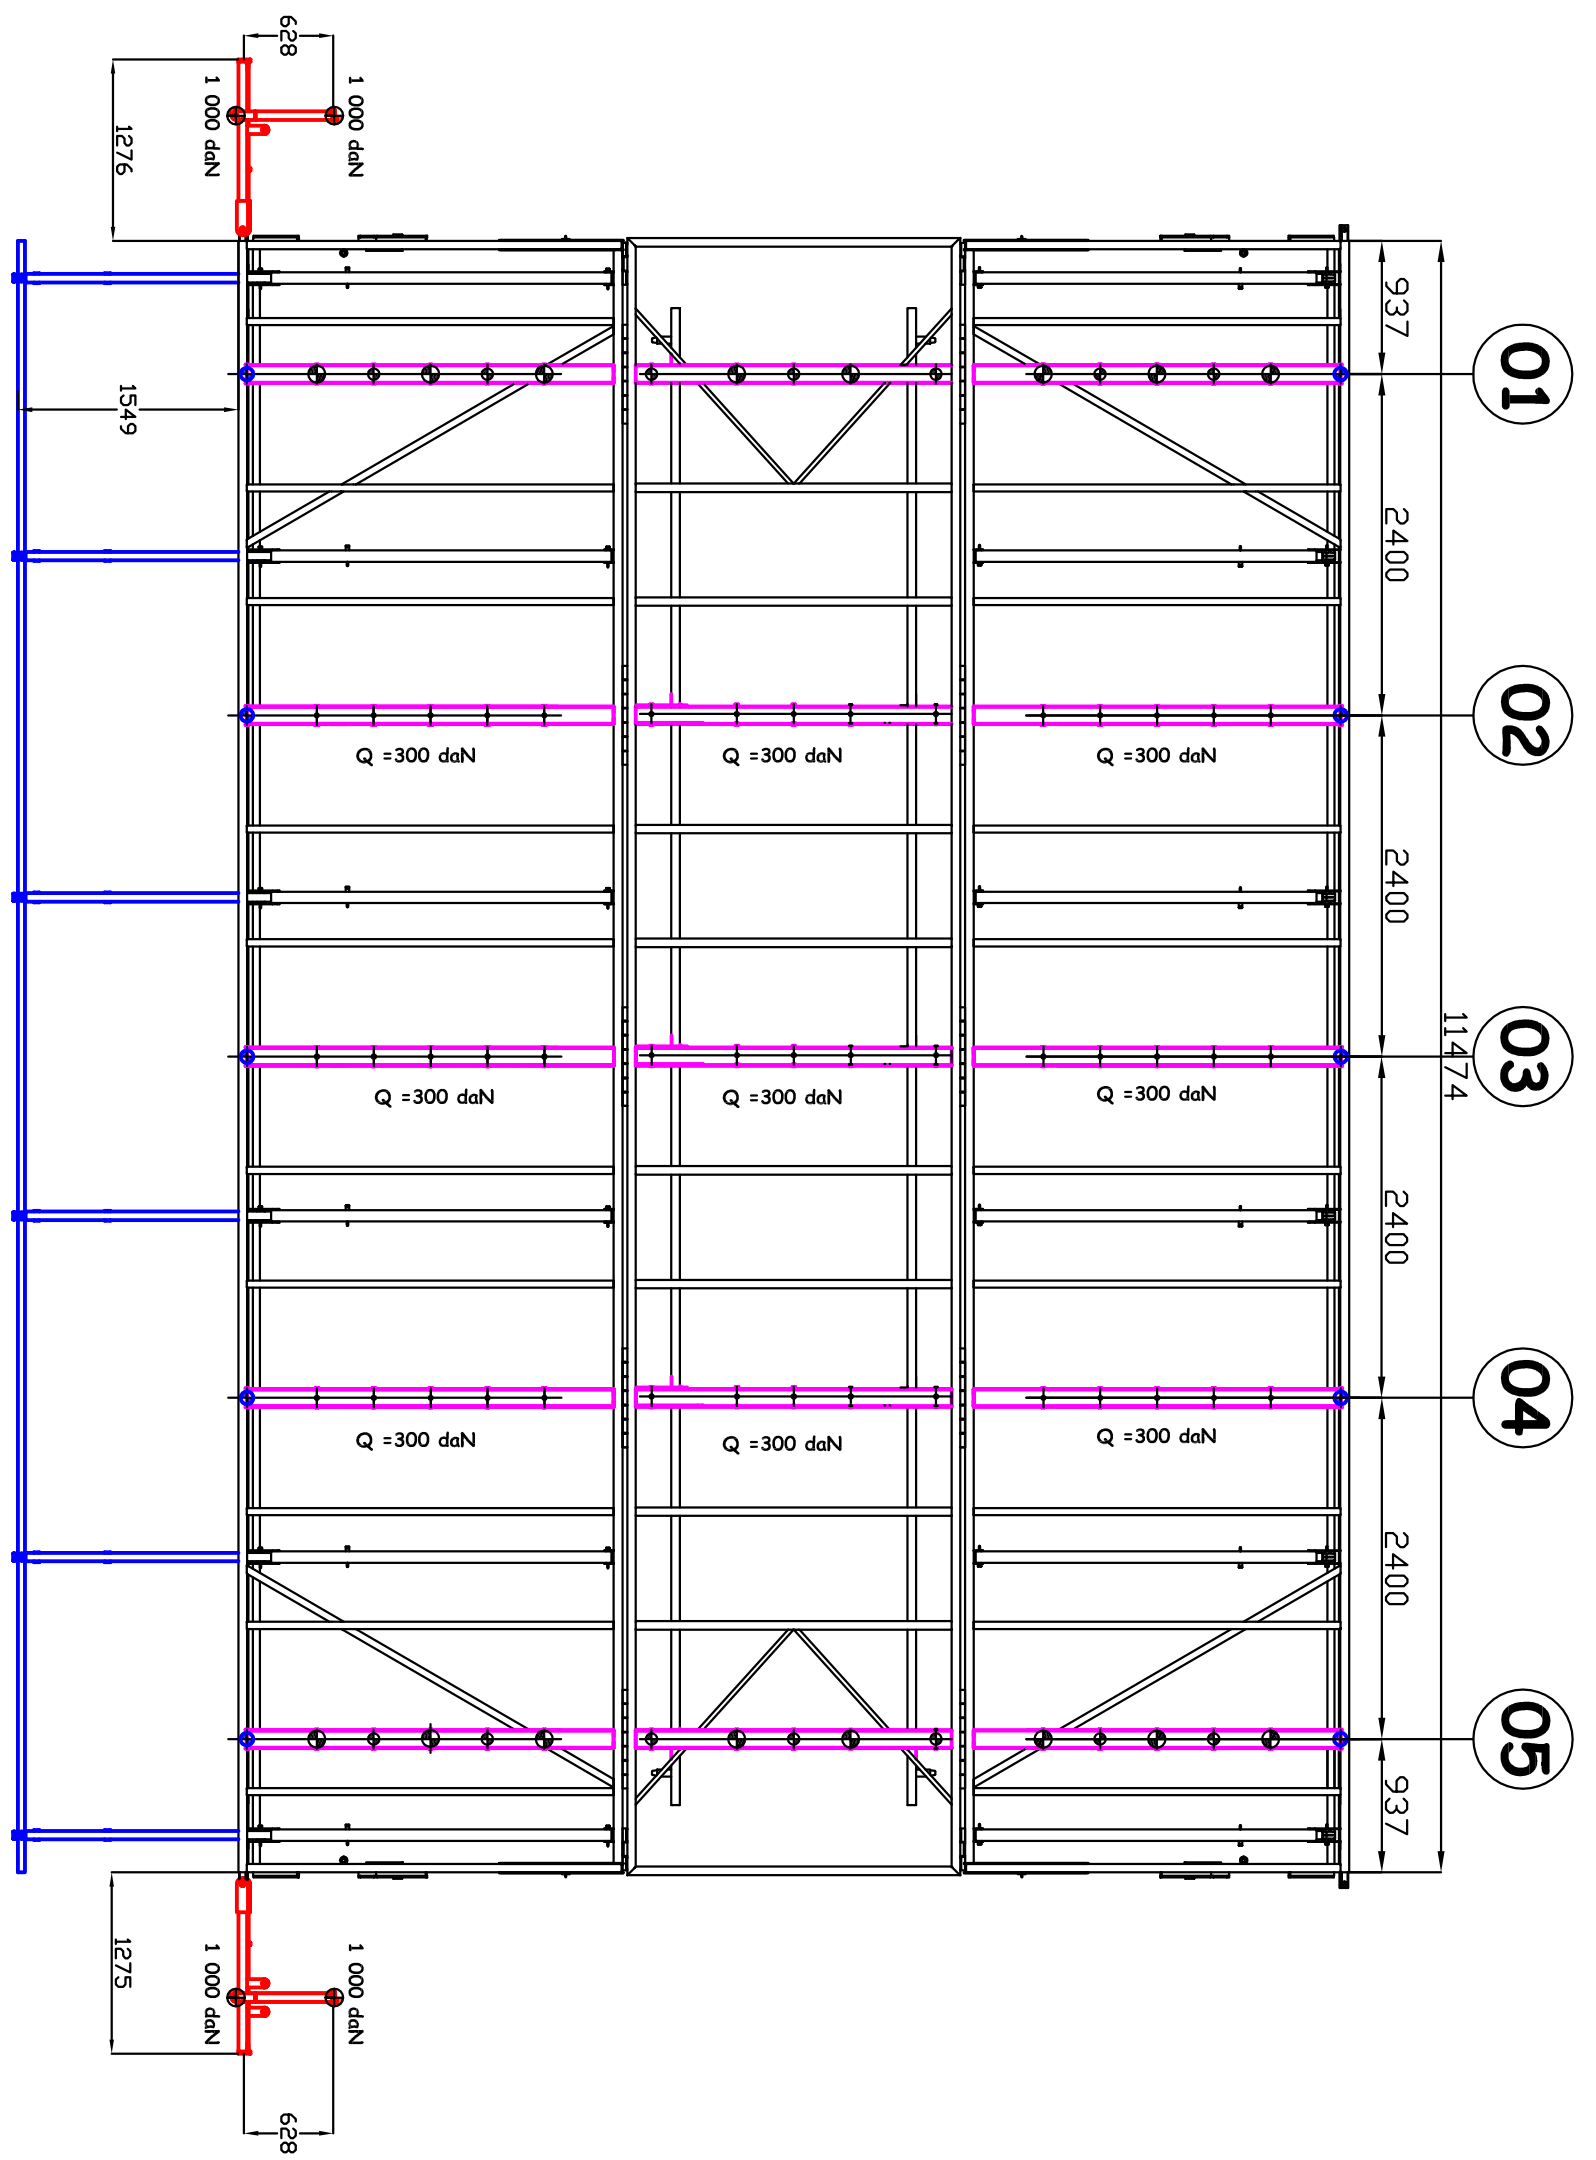 628
1 000 daN
1 000 daN
1276
937
01
2400
1549
02
Q =300 daN
Q =300 daN
Q =300 daN
2400
11474
03
Q =300 daN
Q =300 daN
Q =300 daN
2400
04
Q =300 daN
Q =300 daN
Q =300 daN
2400
05
937
1275
1 000 daN
1 000 daN
628